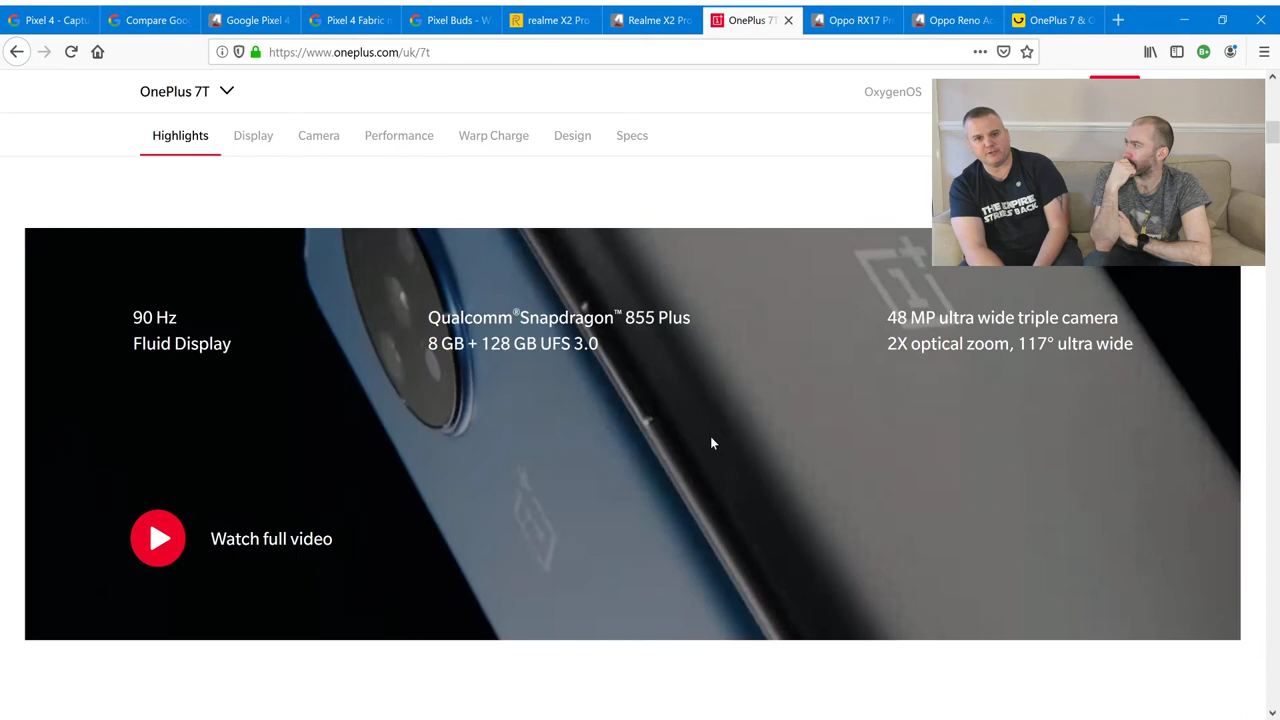 Pixel 4 - Captu
Compare Goo
Google Pixel 4
Pixel 4 Fabric
Pixel Buds - W
realme X2 Pro
Realme X2 Pro
OnePlus 7T
Oppo RX17 Pr
Oppo Reno Ac
OnePlus 7 &
https://www.oneplus.com/uk/7t
OnePlus 7T
OxygenOS
Highlights
Display
Camera
Performance
Warp Charge
Design
Specs
THE EMPIRE
STRIKES BACK
90 Hz
Fluid Display
Qualcomm®Snapdragon™ 855 Plus
8 GB + 128 GB UFS 3.0
48 MP ultra wide triple camera
2X optical zoom, 117° ultra wide
Watch full video